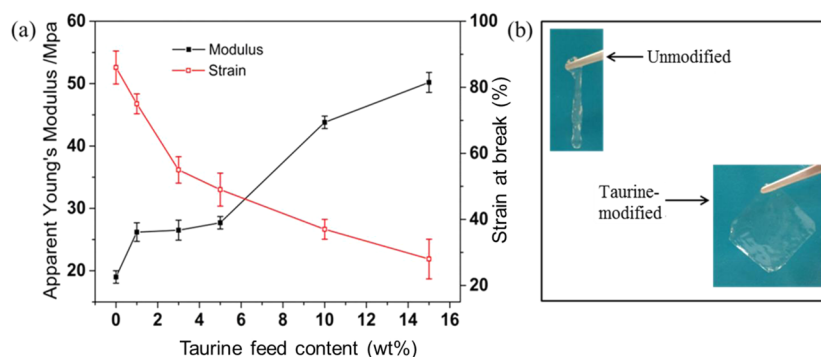 (a)
60
50
40
30
20
Apparent Young's Modulus /Mpa
Modulus
Strain
100
80
60
40
20
Strain at break (%)
0 2 4 6 8 10 12 14 16
Taurine feed content (wt%)
(b)
Unmodified
Taurine-
modified